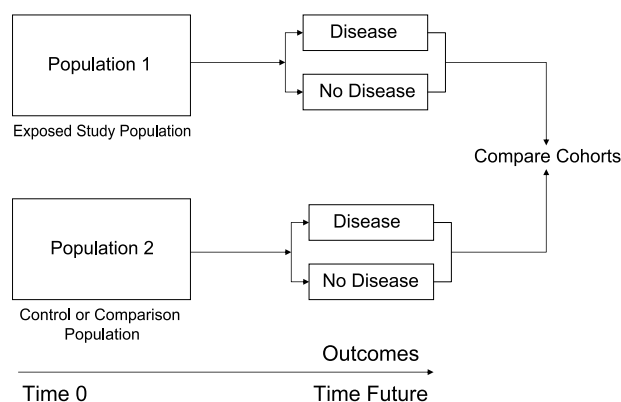 Population 1
Exposed Study Population
Disease
No Disease
Compare Cohorts
Population 2
Control or Comparison
Population
Disease
No Disease
Outcomes
Time 0
Time Future